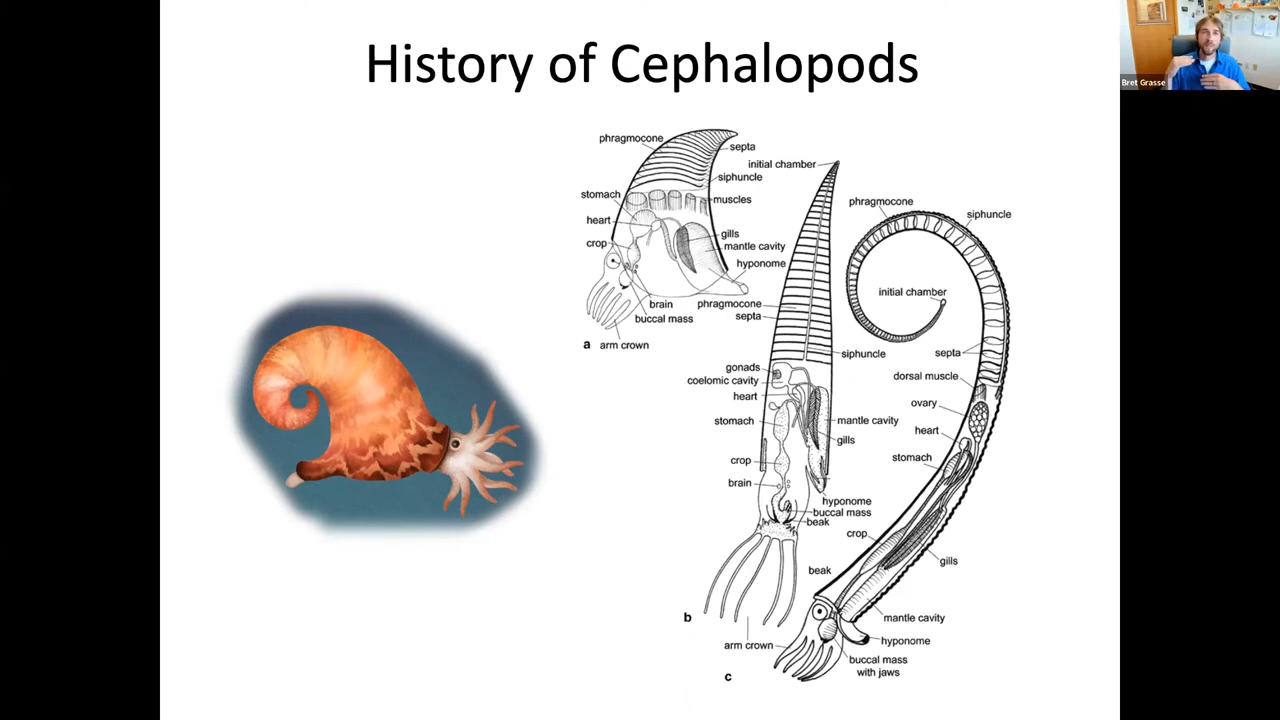 History of Cephalopods
Bret Grasse
phragmocone
septa
siphuncle
stomach
muscles
heart
gills
crop
mantle cavity
hyponome
brain
buccal mass
a
arm crown
initial chamber
phragmocone
septa
siphuncle
gonads
coelomic cavity
heart
stomach
mantle cavity
gills
crop
brain
hyponome
buccal mass
beak
b
arm crown
phragmocone
siphuncle
initial chamber
septa
dorsal muscle
ovary
heart
stomach
crop
gills
beak
mantle cavity
hyponome
buccal mass
with jaws
c